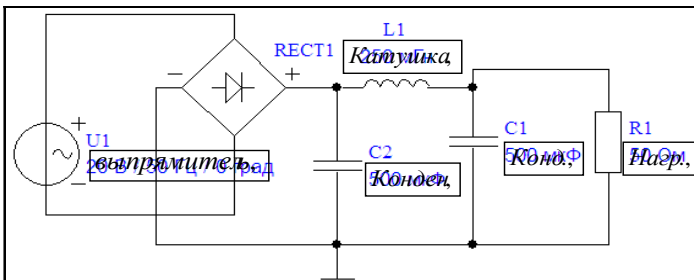 L1
RECT1
Катушка,
− +
+
U1
выпрямитель,
−
C1
Конд.,
R1
Нагр.,
C2
Конден,